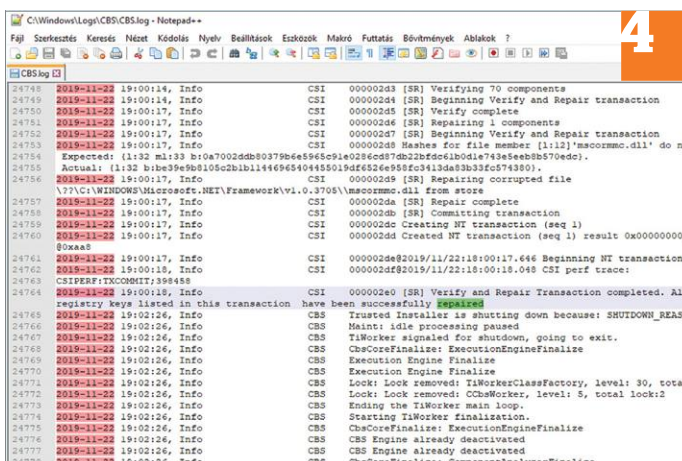 C:\Windows\Logs\CBS\CBS.log - Notepad++
4
Fájl Szerkesztés Keresés Nézet Kódolás Nyelv Beállítások Eszközök Makró Futtatás Bővítmények Ablakok ?
CBS.log
24748 2019-11-22 19:00:14, Info CSI 000002d3 [SR] Verifying 70 components
24749 2019-11-22 19:00:14, Info CSI 000002d4 [SR] Beginning Verify and Repair transaction
24750 2019-11-22 19:00:17, Info CSI 000002d5 [SR] Verify complete
24751 2019-11-22 19:00:17, Info CSI 000002d6 [SR] Repairing 1 components
24752 2019-11-22 19:00:17, Info CSI 000002d7 [SR] Beginning Verify and Repair transaction
24753 2019-11-22 19:00:17, Info CSI 000002d8 Hashes for file member [l:12]'mscormmc.dll' do n
24754 Expected:
24755 Actual:
24756 2019-11-22 19:00:17, Info CSI 000002d9 [SR] Repairing corrupted file
\??\C:\WINDOWS\Microsoft.NET\Framework\v1.0.3705\\mscormmc.dll from store
24757 2019-11-22 19:00:17, Info CSI 000002da [SR] Repair complete
24758 2019-11-22 19:00:17, Info CSI 000002db [SR] Committing transaction
24759 2019-11-22 19:00:17, Info CSI 000002dc Creating NT transaction (seq 1)
24760 2019-11-22 19:00:17, Info CSI 000002dd Created NT transaction (seq 1) result 0x00000000
@0xaa8
24761 2019-11-22 19:00:17, Info CSI 000002de@2019/11/22:18:00:17.646 Beginning NT transaction
24762 2019-11-22 19:00:18, Info CSI 000002df@2019/11/22:18:00:18.048 CSI perf trace:
24763 CSIPERF:TXCOMMIT;398458
24764 2019-11-22 19:00:18, Info CSI 000002e0 [SR] Verify and Repair Transaction completed. Al
registry keys listed in this transaction have been successfully repaired
24765 2019-11-22 19:02:26, Info CBS Trusted Installer is shutting down because: SHUTDOWN_REAS
24766 2019-11-22 19:02:26, Info CBS Maint: idle processing paused
24767 2019-11-22 19:02:26, Info CBS TiWorker signaled for shutdown, going to exit.
24768 2019-11-22 19:02:26, Info CBS CbsCoreFinalize: ExecutionEngineFinalize
24769 2019-11-22 19:02:26, Info CBS Execution Engine Finalize
24770 2019-11-22 19:02:26, Info CBS Execution Engine Finalize
24771 2019-11-22 19:02:26, Info CBS Lock: Lock removed: TiWorkerClassFactory, level: 30, tota
24772 2019-11-22 19:02:26, Info CBS Lock: Lock removed: CCbsWorker, level: 5, total lock:2
24773 2019-11-22 19:02:26, Info CBS Ending the TiWorker main loop.
24774 2019-11-22 19:02:26, Info CBS Starting TiWorker finalization.
24775 2019-11-22 19:02:26, Info CBS CbsCoreFinalize: ExecutionEngineFinalize
24776 2019-11-22 19:02:26, Info CBS CBS Engine already deactivated
24777 2019-11-22 19:02:26, Info CBS CBS Engine already deactivated